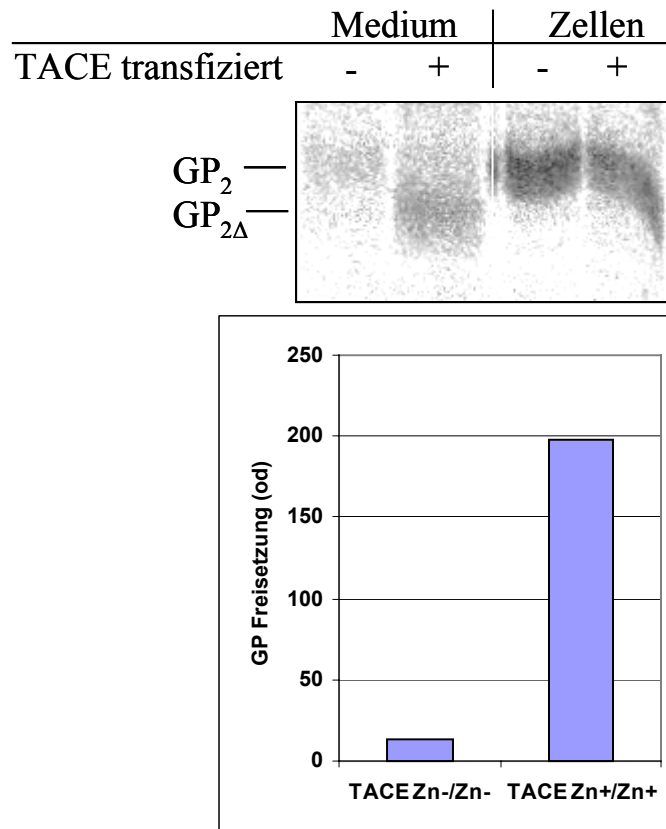 Medium Zellen
TACE transfiziert - + - +
GP₂
GP₂Δ
250
200
150
100
50
0
GP Freisetzung (od)
TACE Zn-/Zn- TACE Zn+/Zn+